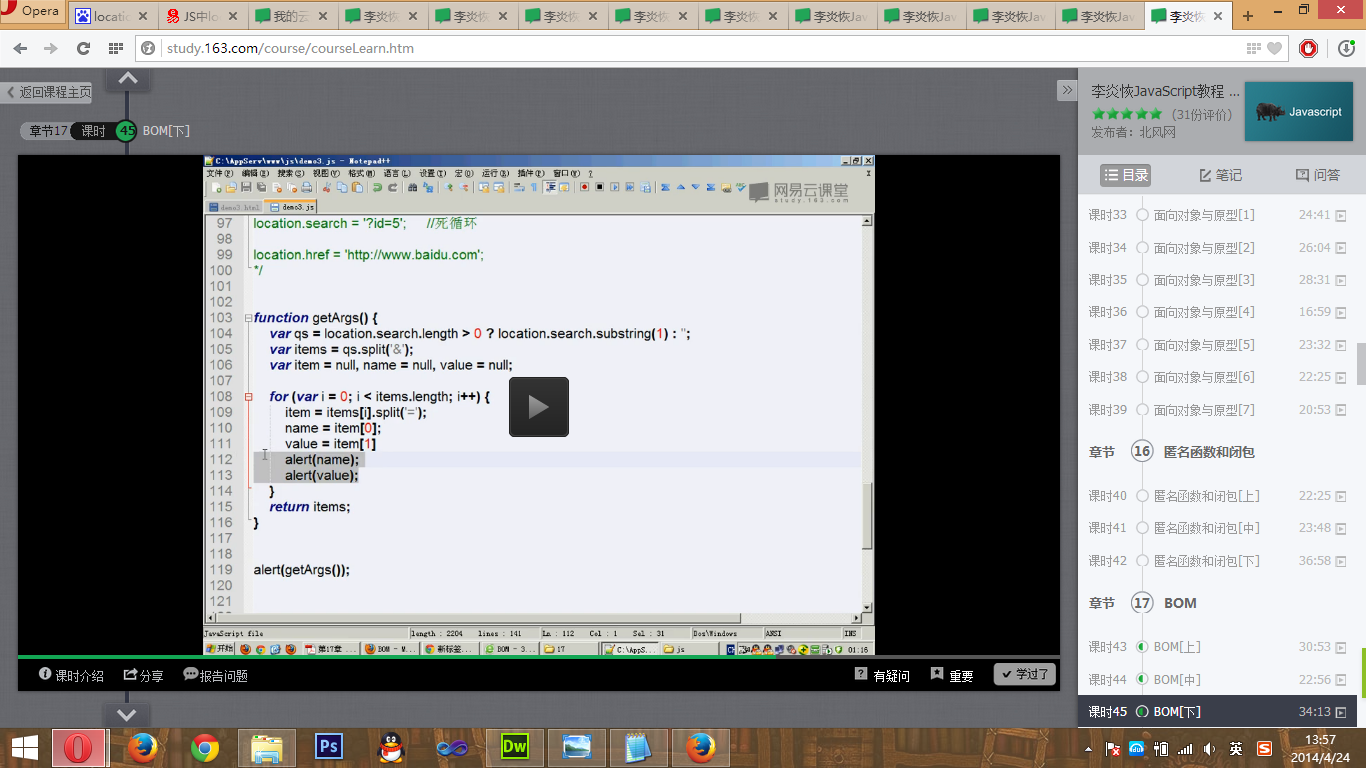 Opera
locatio
JS中lo
我的云
李炎恢
李炎恢
李炎恢
李炎恢
李炎恢
李炎恢Jav
李炎恢Jav
李炎恢Jav
李炎恢Jav
李炎恢
study.163.com/course/courseLearn.htm
返回课程主页
章节17 课时 45 BOM[下]
C:\AppServ\www\js\demo3.js - Notepad++
文件(F) 编辑(E) 搜索(S) 视图(V) 格式(M) 语言(L) 设置(T) 宏(O) 运行(R) 插件(P) 窗口(W) ?
网易云课堂
study.163.com
demo3.html demo3.js
97 location.search = '?id=5'; //死循环
98
99 location.href = 'http://www.baidu.com';
100 */
101
102
103 function getArgs() {
104 var qs = location.search.length > 0 ? location.search.substring(1) : '';
105 var items = qs.split('&');
106 var item = null, name = null, value = null;
107
108 for (var i = 0; i < items.length; i++) {
109 item = items[i].split('=');
110 name = item[0];
111 value = item[1]
112 alert(name);
113 alert(value);
114 }
115 return items;
116 }
117
118
119 alert(getArgs());
120
121
JavaScript file length : 2204 lines : 141 Ln : 112 Col : 1 Sel : 31 Dos\Windows ANSI INS
开始 第17章 ... BOM - M... 新标签... BOM - 3... 17 C:\AppS... js 01:16
课时介绍 分享 报告问题 有疑问 重要 学过了
李炎恢JavaScript教程 ...
(31份评价)
发布者：北风网
Javascript
目录 笔记 问答
课时33 面向对象与原型[1] 24:41
课时34 面向对象与原型[2] 26:04
课时35 面向对象与原型[3] 28:31
课时36 面向对象与原型[4] 16:59
课时37 面向对象与原型[5] 23:32
课时38 面向对象与原型[6] 22:25
课时39 面向对象与原型[7] 20:53
章节 16 匿名函数和闭包
课时40 匿名函数和闭包[上] 22:25
课时41 匿名函数和闭包[中] 23:48
课时42 匿名函数和闭包[下] 36:58
章节 17 BOM
课时43 BOM[上] 30:53
课时44 BOM[中] 22:56
课时45 BOM[下] 34:13
Ps
Dw
英
13:57
2014/4/24